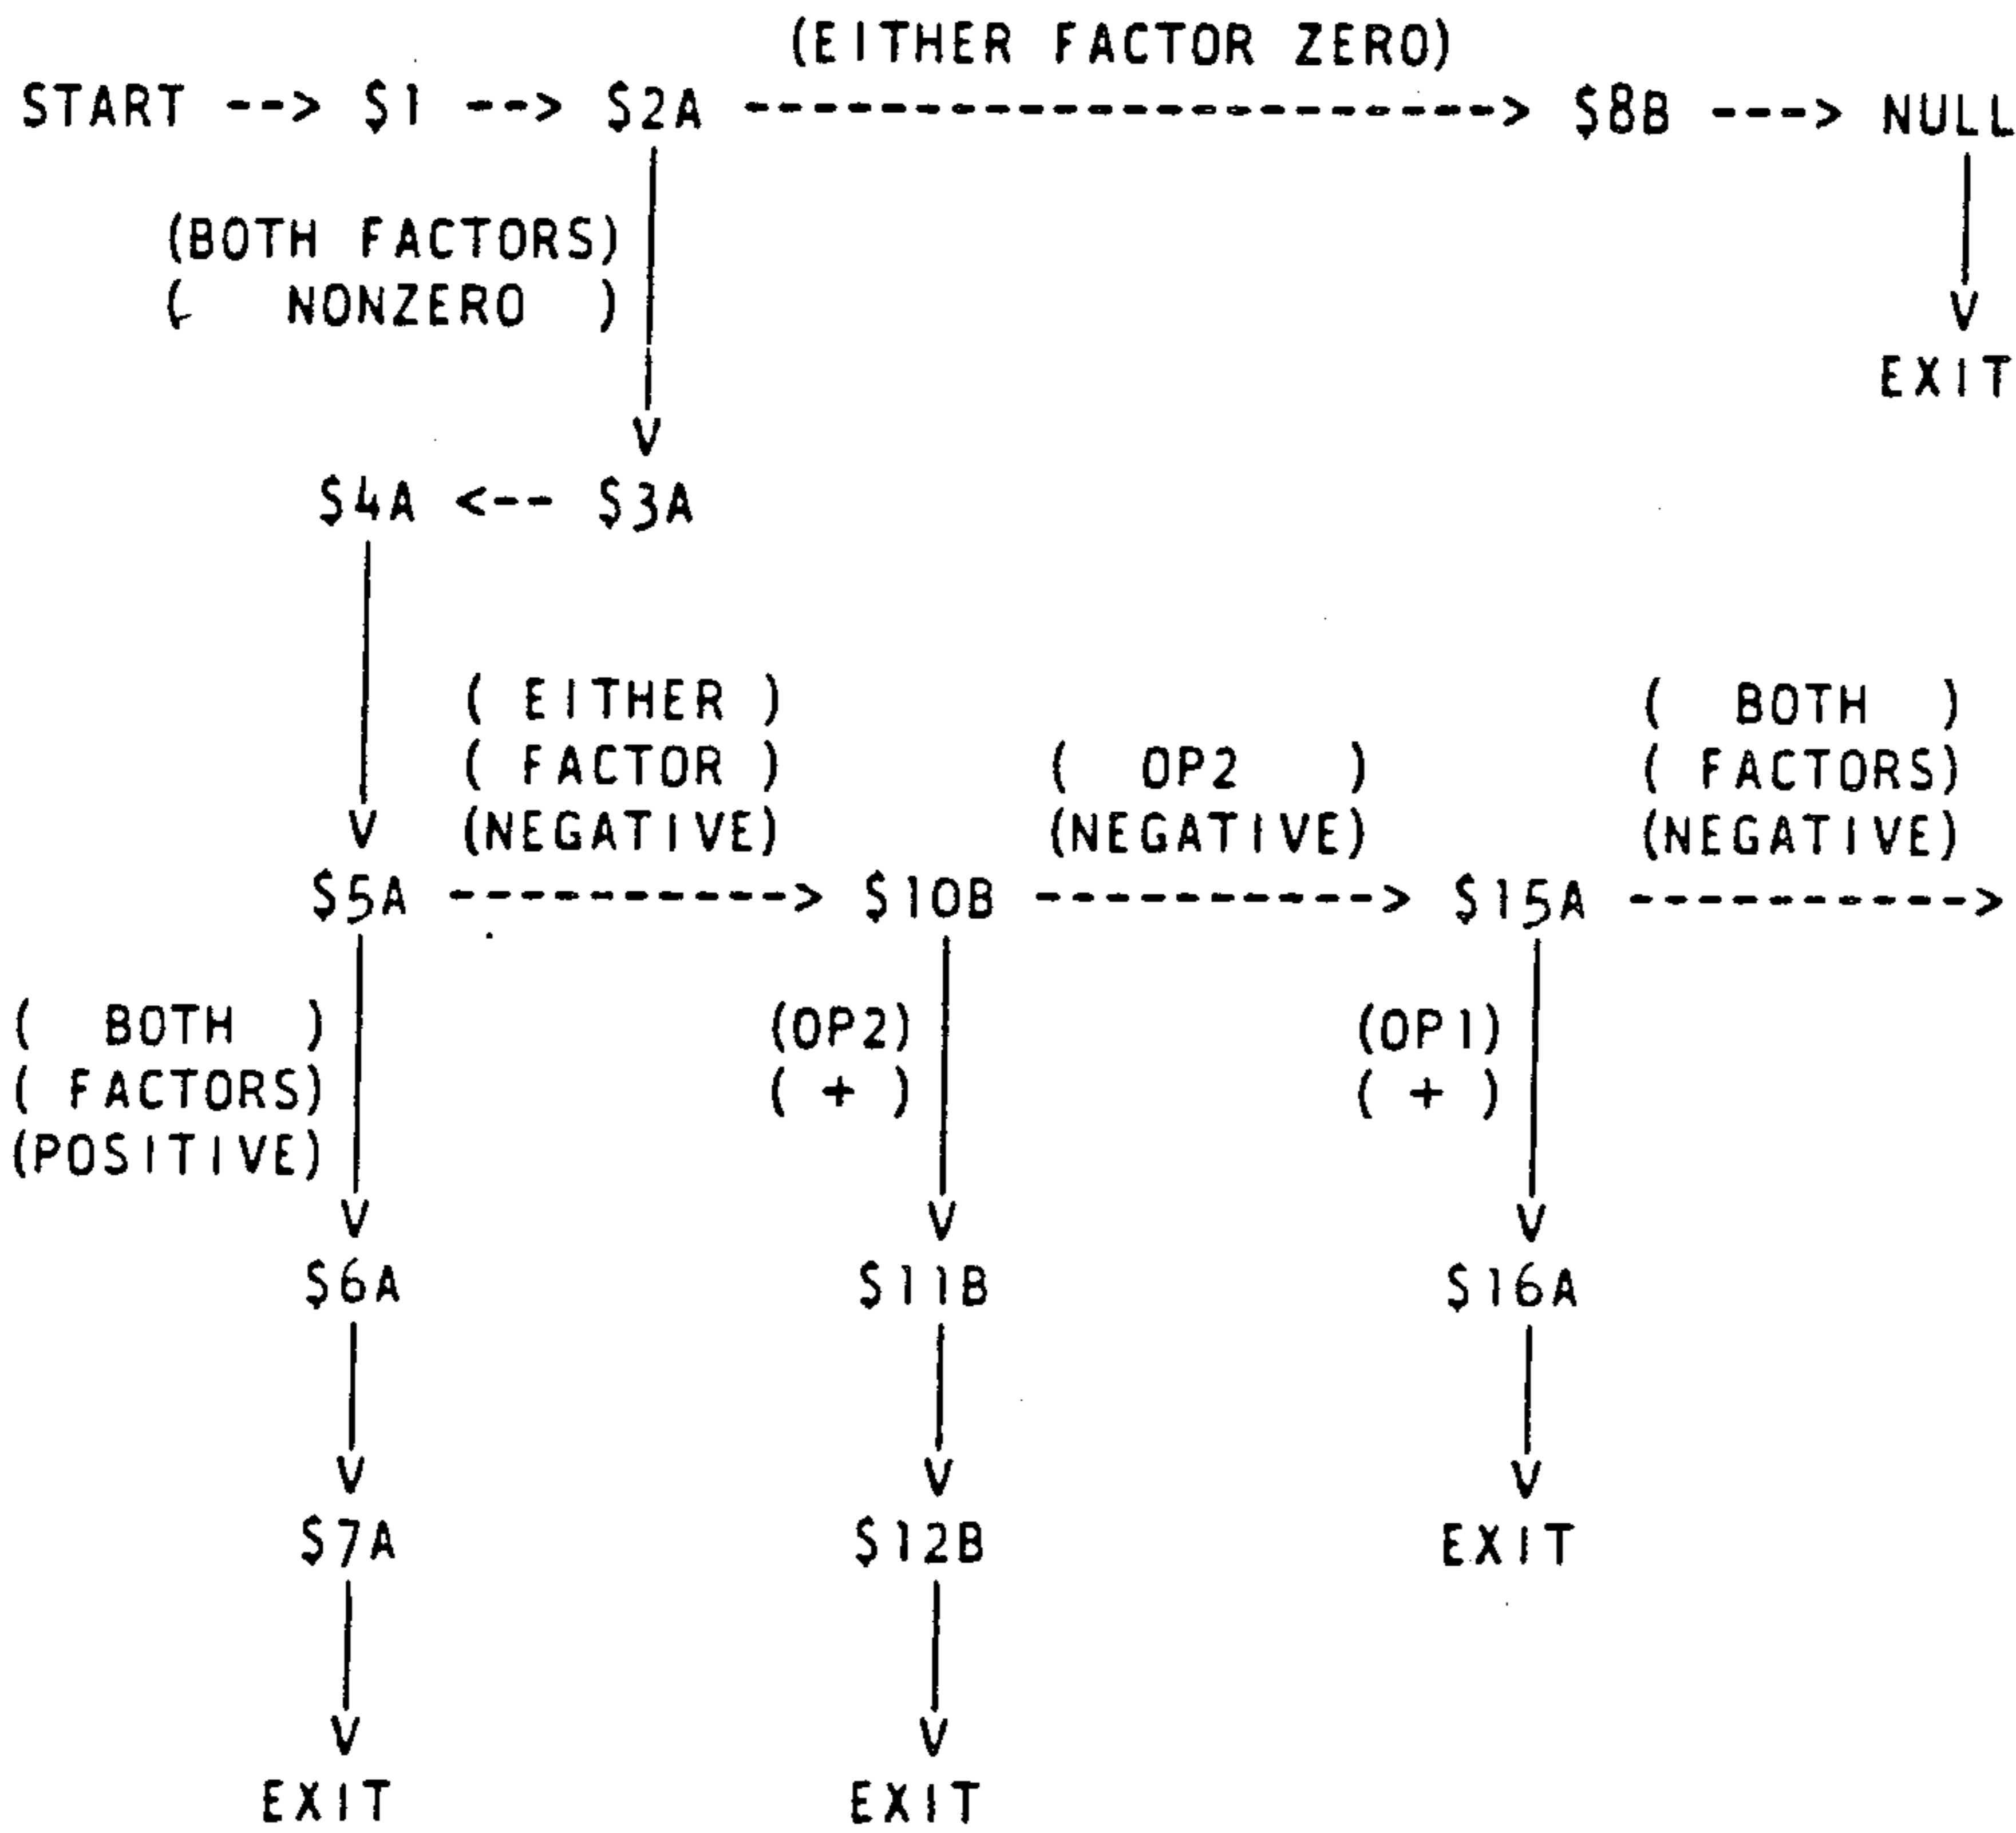 (EITHER FACTOR ZERO)
START --> $1 --> $2A ----------------------> $8B ---> NULL
(BOTH FACTORS)
( NONZERO )
V
V
EXIT
$4A <-- $3A
( EITHER ) ( BOTH )
( FACTOR ) ( OP2 ) ( FACTORS)
V (NEGATIVE) (NEGATIVE) (NEGATIVE)
$5A -----------> $10B -----------> $15A ---------->
( BOTH ) (OP2) (OP1)
( FACTORS) ( + ) ( + )
(POSITIVE)
V V V
$6A $11B $16A
V V V
$7A $12B EXIT
V V
EXIT EXIT